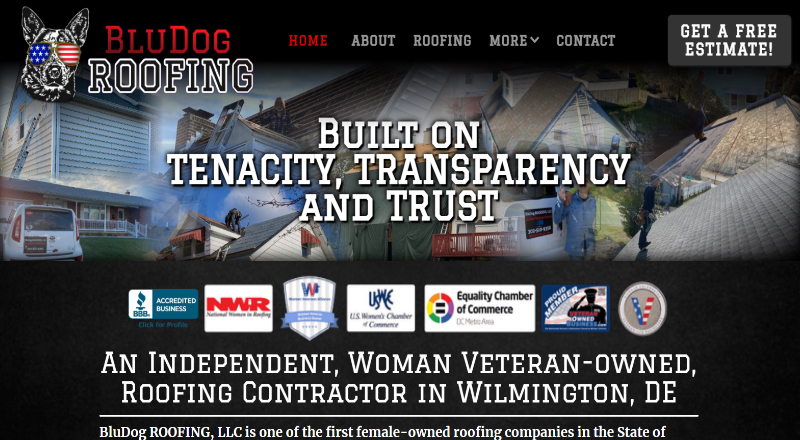 BluDog
ROOFING
HOME ABOUT ROOFING MORE CONTACT
GET A FREE
ESTIMATE!
Built on
TENACITY, TRANSPARENCY
AND TRUST
BBB ACCREDITED
BUSINESS
Click for Profile
NWiR
National Women in Roofing
W
USWCC
U.S. Women's Chamber
of Commerce
Equality Chamber
of Commerce
DC Metro Area
PROUD
MEMBER
VETERAN
OWNED
BUSINESS
V
An Independent, Woman Veteran-owned,
Roofing Contractor in Wilmington, DE
BluDog ROOFING, LLC is one of the first female-owned roofing companies in the State of